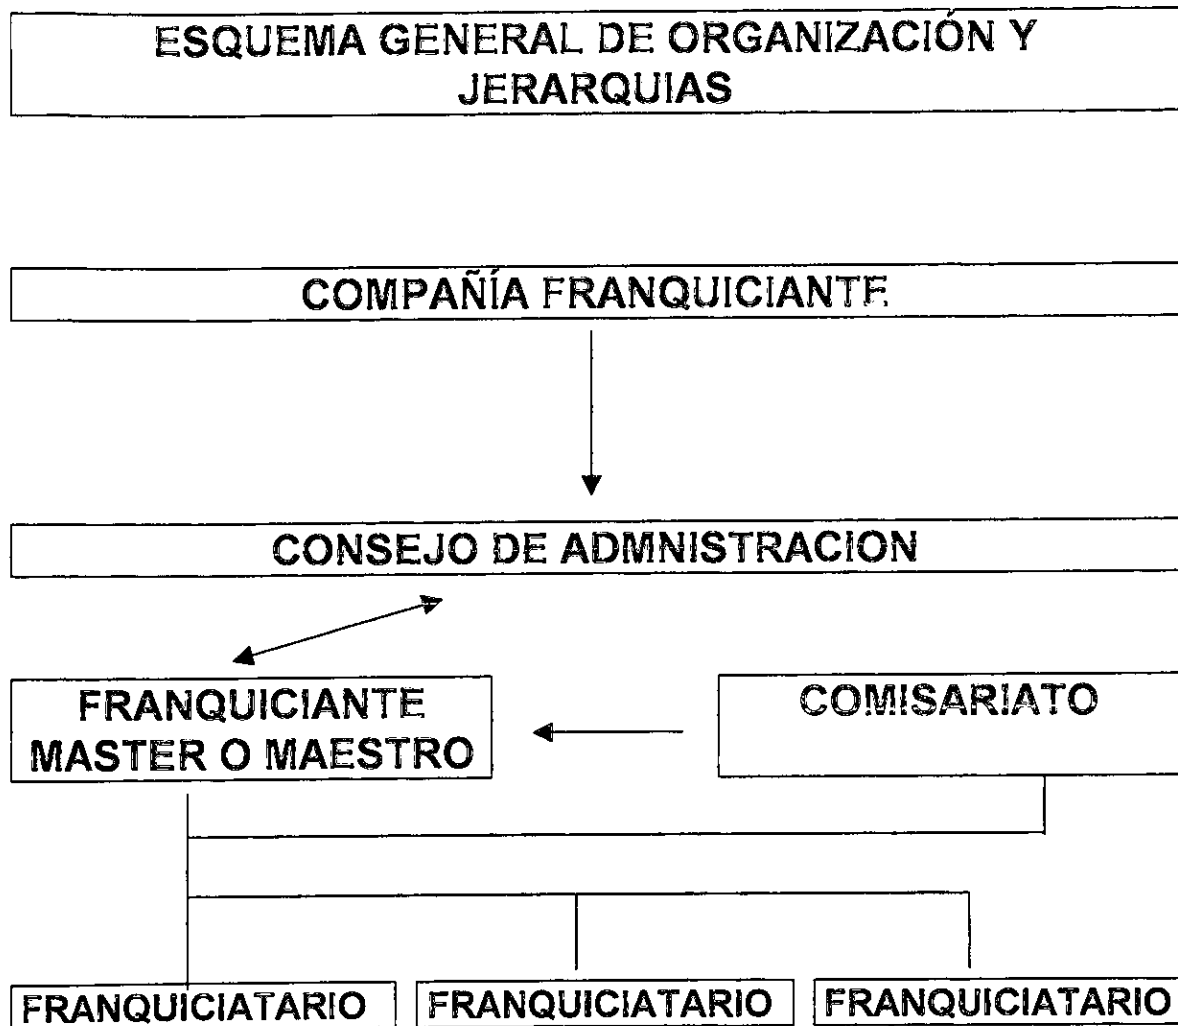 ESQUEMA GENERAL DE ORGANIZACIÓN Y
JERARQUIAS
COMPAÑÍA FRANQUICIANTE
CONSEJO DE ADMNISTRACION
FRANQUICIANTE
MASTER O MAESTRO
COMISARIATO
FRANQUICIATARIO
FRANQUICIATARIO
FRANQUICIATARIO